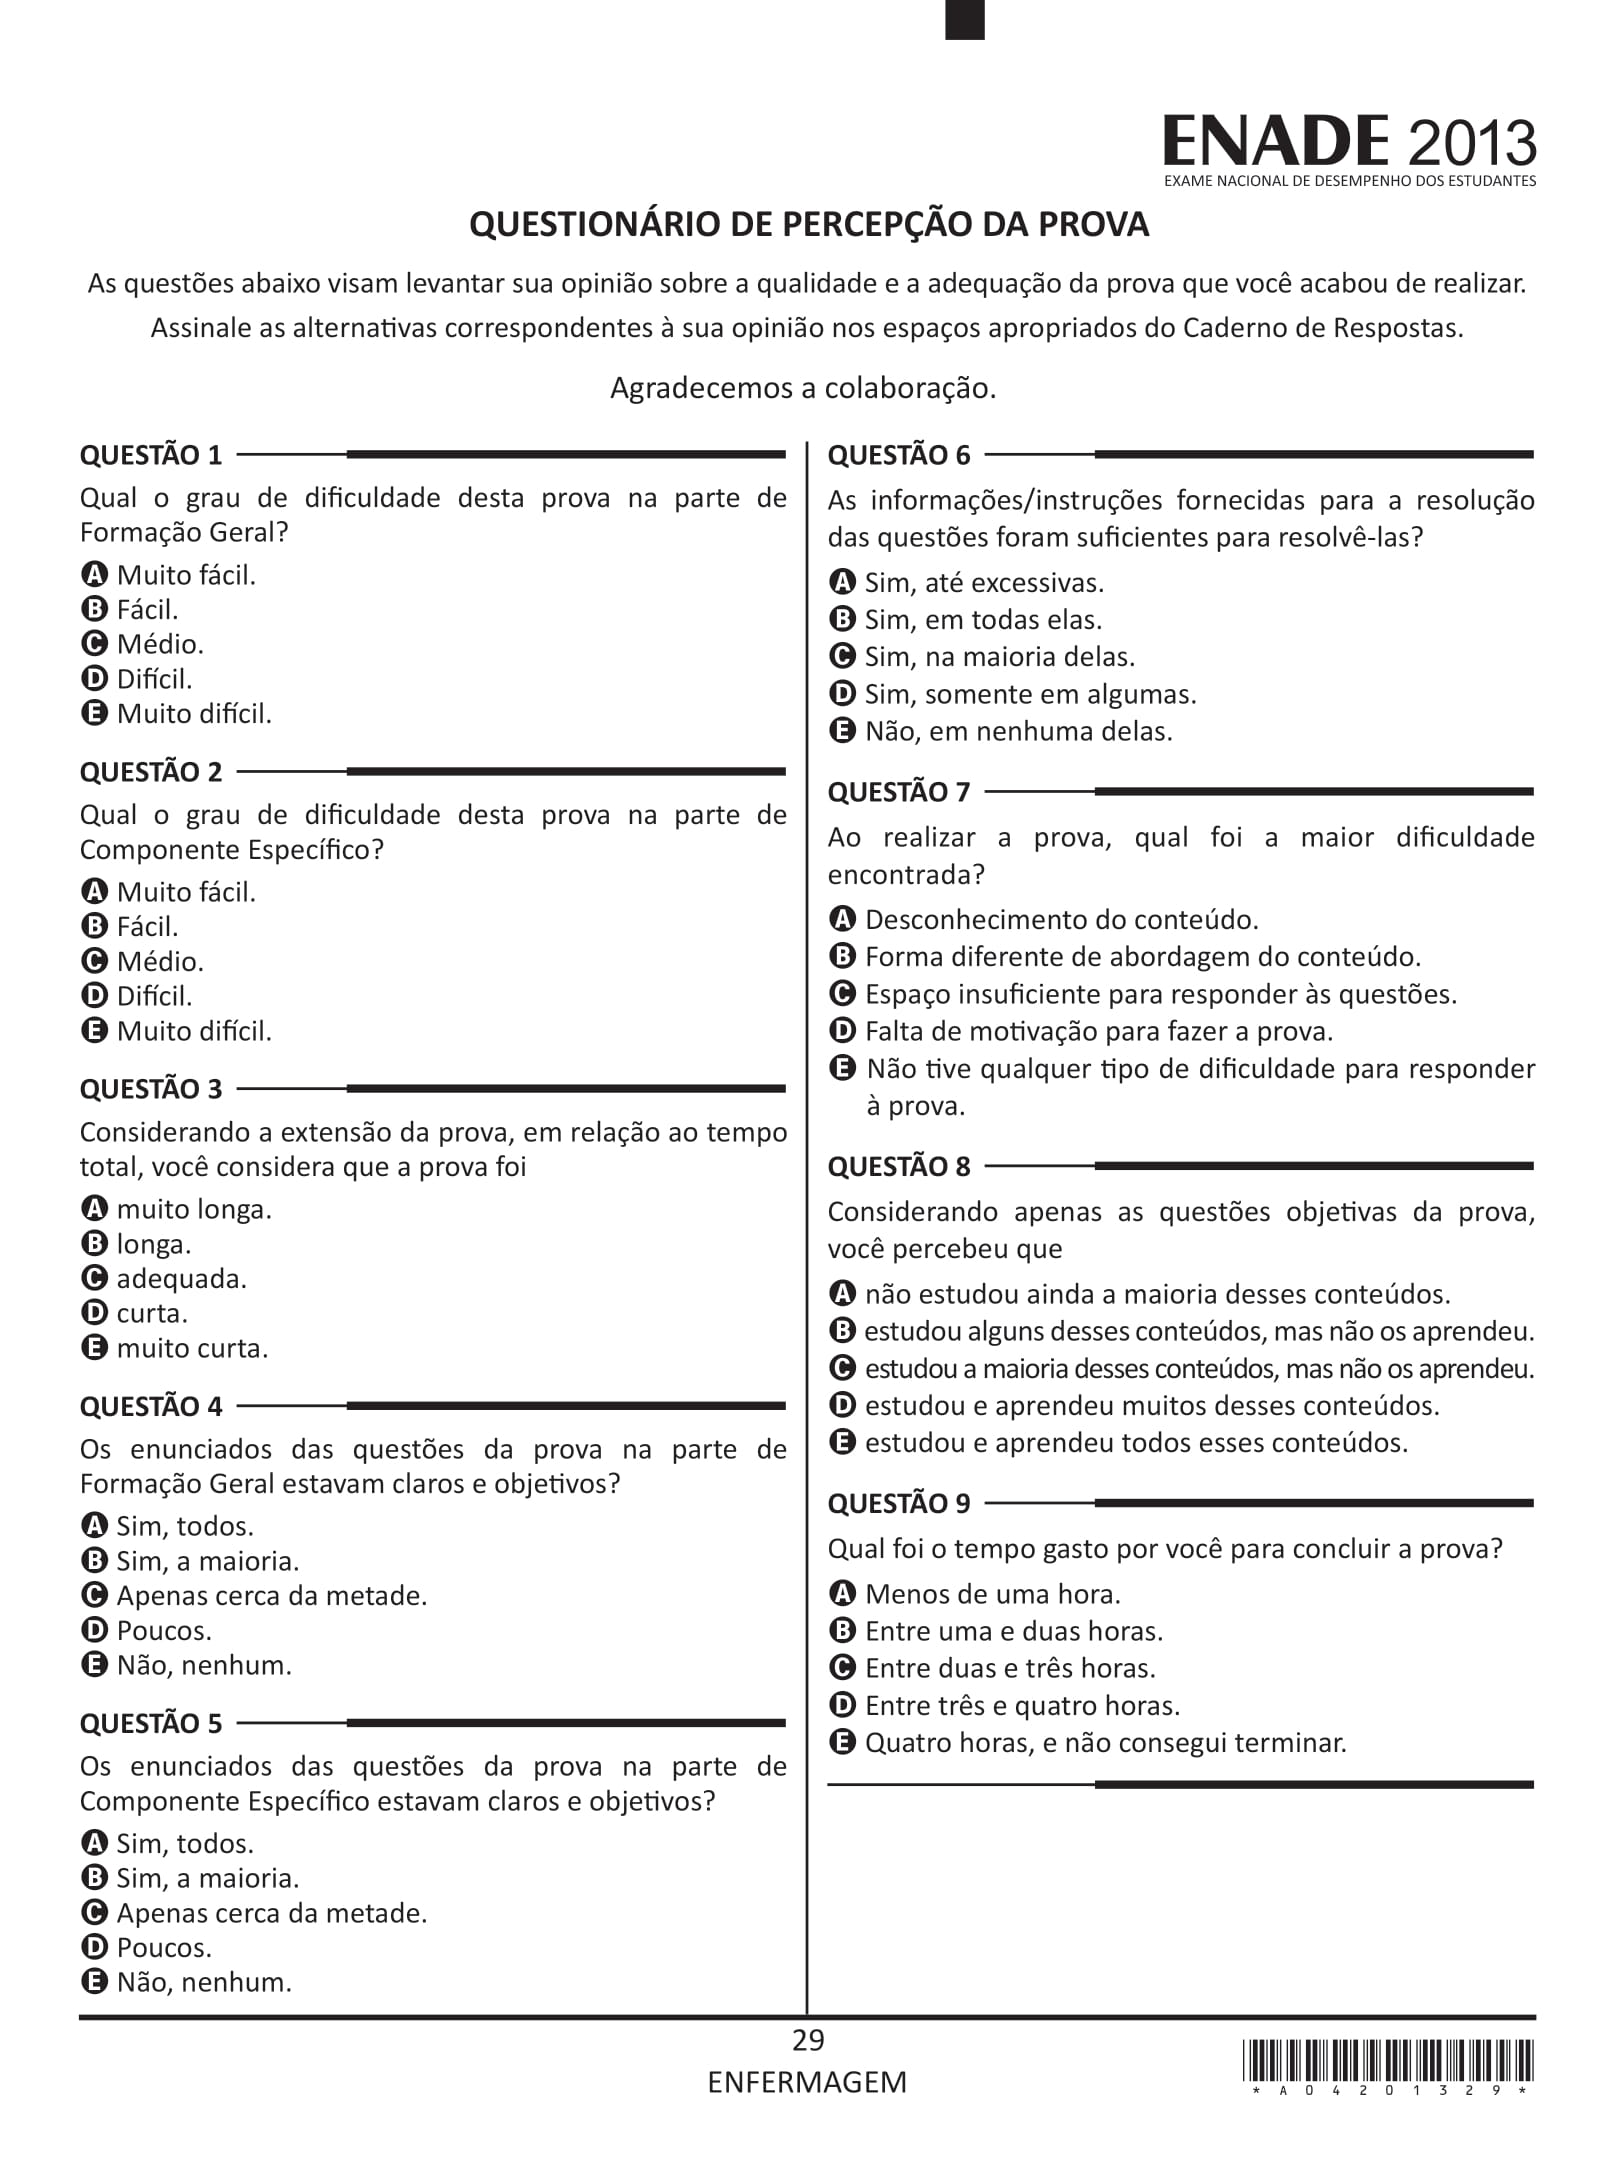 ENADE 2013
EXAME NACIONAL DE DESEMPENHO DOS ESTUDANTES
QUESTIONÁRIO DE PERCEPÇÃO DA PROVA
As questões abaixo visam levantar sua opinião sobre a qualidade e a adequação da prova que você acabou de realizar.
Assinale as alternativas correspondentes à sua opinião nos espaços apropriados do Caderno de Respostas.
Agradecemos a colaboração.
QUESTÃO 1
Qual o grau de dificuldade desta prova na parte de
Formação Geral?
A Muito fácil.
B Fácil.
C Médio.
D Difícil.
E Muito difícil.
QUESTÃO 2
Qual o grau de dificuldade desta prova na parte de
Componente Específico?
A Muito fácil.
B Fácil.
C Médio.
D Difícil.
E Muito difícil.
QUESTÃO 3
Considerando a extensão da prova, em relação ao tempo
total, você considera que a prova foi
A muito longa.
B longa.
C adequada.
D curta.
E muito curta.
QUESTÃO 4
Os enunciados das questões da prova na parte de
Formação Geral estavam claros e objetivos?
A Sim, todos.
B Sim, a maioria.
C Apenas cerca da metade.
D Poucos.
E Não, nenhum.
QUESTÃO 5
Os enunciados das questões da prova na parte de
Componente Específico estavam claros e objetivos?
A Sim, todos.
B Sim, a maioria.
C Apenas cerca da metade.
D Poucos.
E Não, nenhum.
QUESTÃO 6
As informações/instruções fornecidas para a resolução
das questões foram suficientes para resolvê-las?
A Sim, até excessivas.
B Sim, em todas elas.
C Sim, na maioria delas.
D Sim, somente em algumas.
E Não, em nenhuma delas.
QUESTÃO 7
Ao realizar a prova, qual foi a maior dificuldade
encontrada?
A Desconhecimento do conteúdo.
B Forma diferente de abordagem do conteúdo.
C Espaço insuficiente para responder às questões.
D Falta de motivação para fazer a prova.
E Não tive qualquer tipo de dificuldade para responder
à prova.
QUESTÃO 8
Considerando apenas as questões objetivas da prova,
você percebeu que
A não estudou ainda a maioria desses conteúdos.
B estudou alguns desses conteúdos, mas não os aprendeu.
C estudou a maioria desses conteúdos, mas não os aprendeu.
D estudou e aprendeu muitos desses conteúdos.
E estudou e aprendeu todos esses conteúdos.
QUESTÃO 9
Qual foi o tempo gasto por você para concluir a prova?
A Menos de uma hora.
B Entre uma e duas horas.
C Entre duas e três horas.
D Entre três e quatro horas.
E Quatro horas, e não consegui terminar.
29
ENFERMAGEM
* A 0 4 2 0 1 3 2 9 *